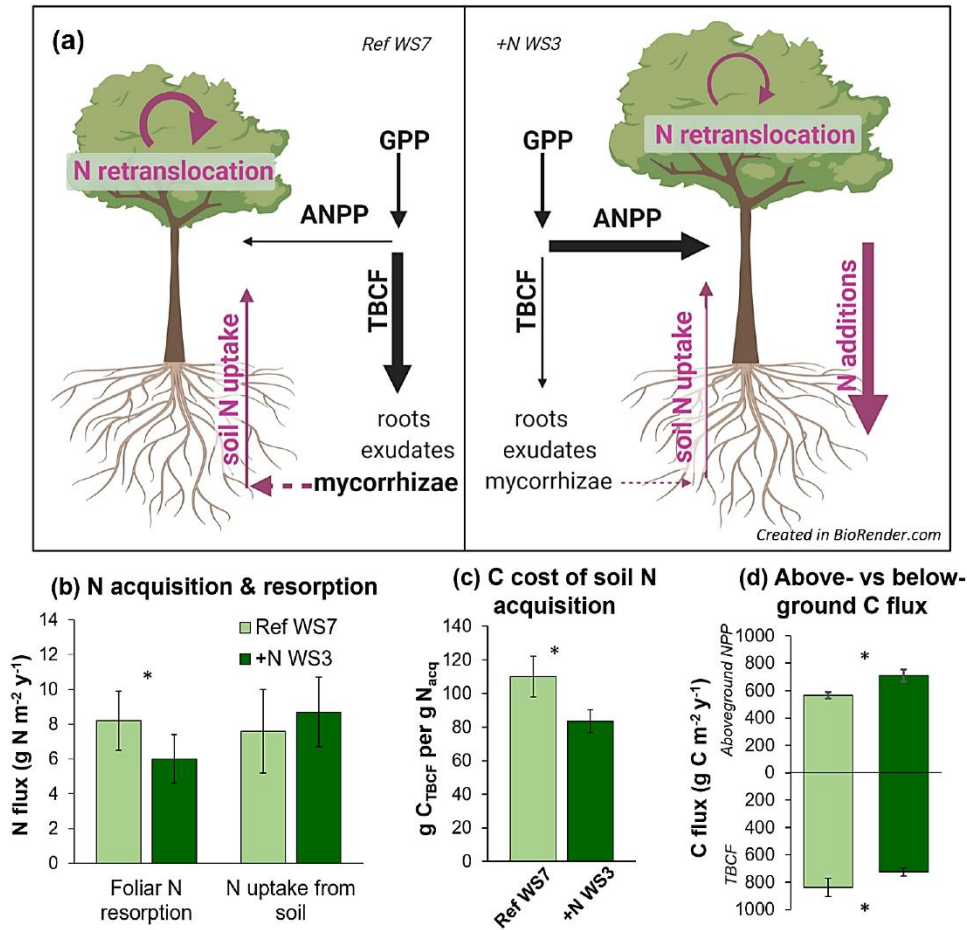 (a)
Ref WS7
+N WS3
N retranslocation
GPP
ANPP
TBCF
soil N uptake
roots
exudates
mycorrhizae
GPP
ANPP
TBCF
roots
exudates
mycorrhizae
soil N uptake
N retranslocation
N additions
Created in BioRender.com
(b) N acquisition & resorption
N flux (g N m-2 y-1)
14
12
10
8
6
4
2
0
Ref WS7
+N WS3
*
Foliar N
resorption
N uptake from
soil
(c) C cost of soil N
acquisition
g CTBCF per g Nacq
140
120
100
80
60
40
20
0
*
Ref WS7
+N WS3
(d) Above- vs below-
ground C flux
C flux (g C m-2 y-1)
Aboveground NPP
TBCF
1000
800
600
400
200
0
200
400
600
800
1000
*
*